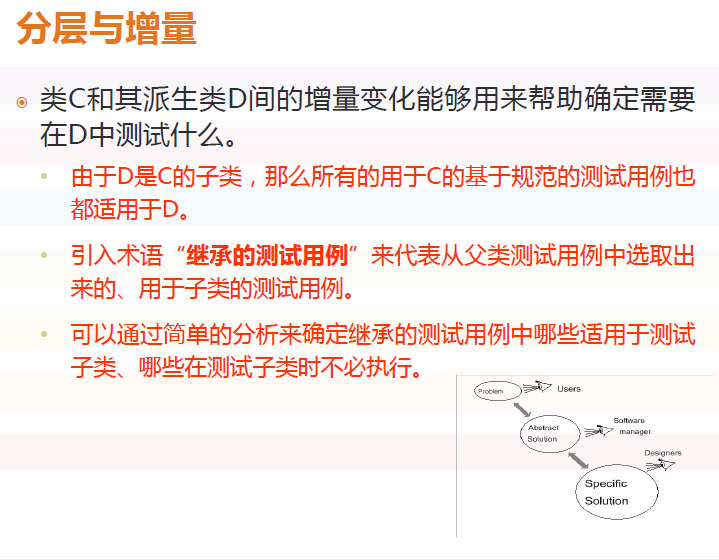 分层与增量
类C和其派生类D间的增量变化能够用来帮助确定需要
在D中测试什么。
由于D是C的子类，那么所有的用于C的基于规范的测试用例也
都适用于D。
引入术语“继承的测试用例”来代表从父类测试用例中选取出
来的、用于子类的测试用例。
可以通过简单的分析来确定继承的测试用例中哪些适用于测试
子类、哪些在测试子类时不必执行。
Problem
Users
Abstract
Solution
Software
manager
Designers
Specific
Solution